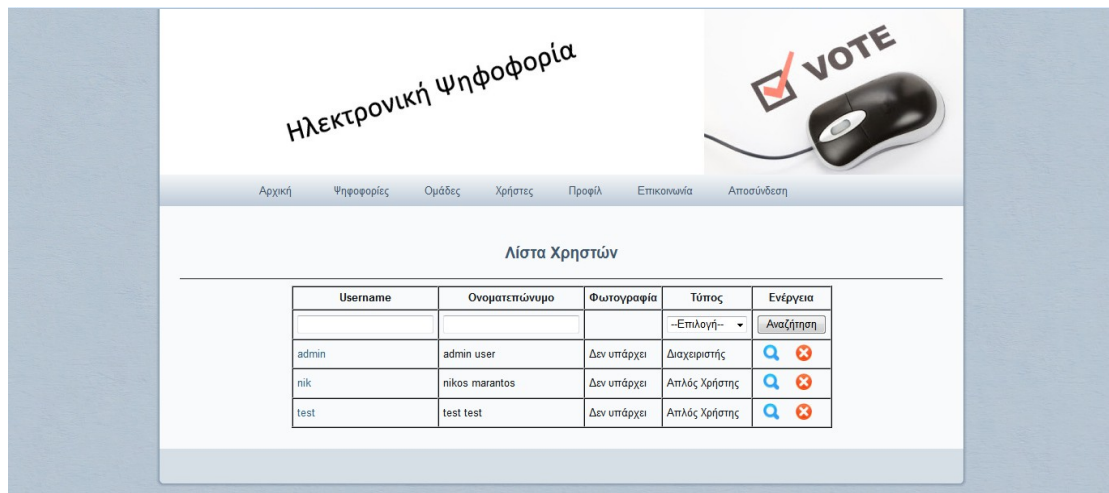 Ηλεκτρονική Ψηφοφορία
VOTE
Αρχική Ψηφοφορίες Ομάδες Χρήστες Προφίλ Επικοινωνία Αποσύνδεση
Λίστα Χρηστών
Username Ονοματεπώνυμο Φωτογραφία Τύπος Ενέργεια
--Επιλογή-- Αναζήτηση
admin admin user Δεν υπάρχει Διαχειριστής
nik nikos marantos Δεν υπάρχει Απλός Χρήστης
test test test Δεν υπάρχει Απλός Χρήστης